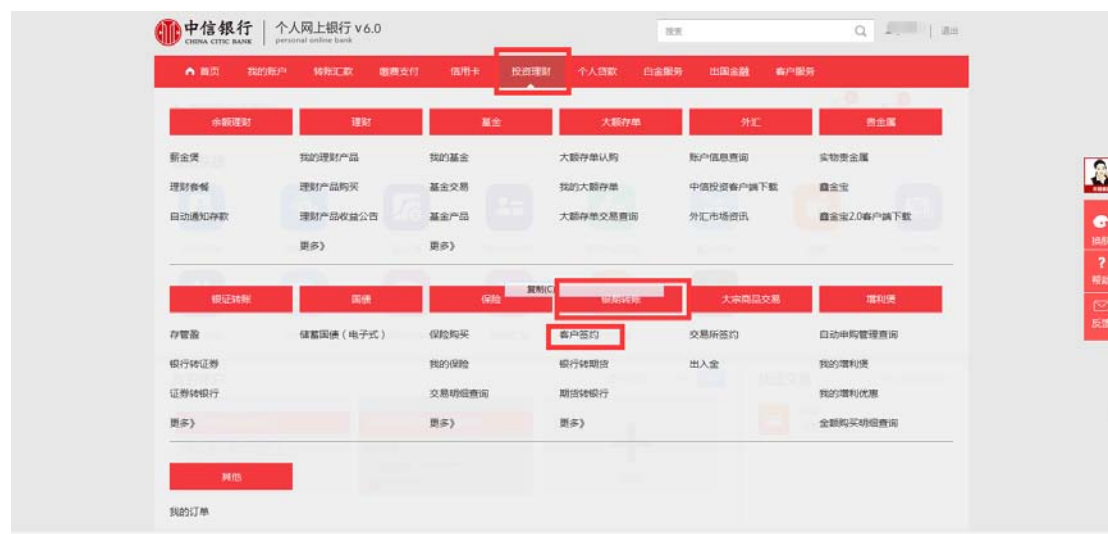 中信银行 个人网上银行 v6.0
CHINA CITIC BANK personal online bank
搜索 退出
首页 我的账户 转账汇款 缴费支付 信用卡 投资理财 个人贷款 白金服务 出国金融 客户服务
余额理财 理财 基金 大额存单 外汇 贵金属
薪金煲 我的理财产品 我的基金 大额存单认购 账户信息查询 实物贵金属
理财套餐 理财产品购买 基金交易 我的大额存单 中信投资客户端下载 鑫金宝
自动通知存款 理财产品收益公告 基金产品 大额存单交易查询 外汇市场资讯 鑫金宝2.0客户端下载
更多》 更多》
复制(C)
银证转账 国债 保险 银期转账 大宗商品交易 增利煲
存管盈 储蓄国债（电子式） 保险购买 客户签约 交易所签约 自动申购管理查询
银行转证券 我的保险 银行转期货 出入金 我的增利煲
证券转银行 交易明细查询 期货转银行 我的增利优惠
更多》 更多》 更多》 金额购买明细查询
其他
我的订单
换肤
?
帮助
反馈